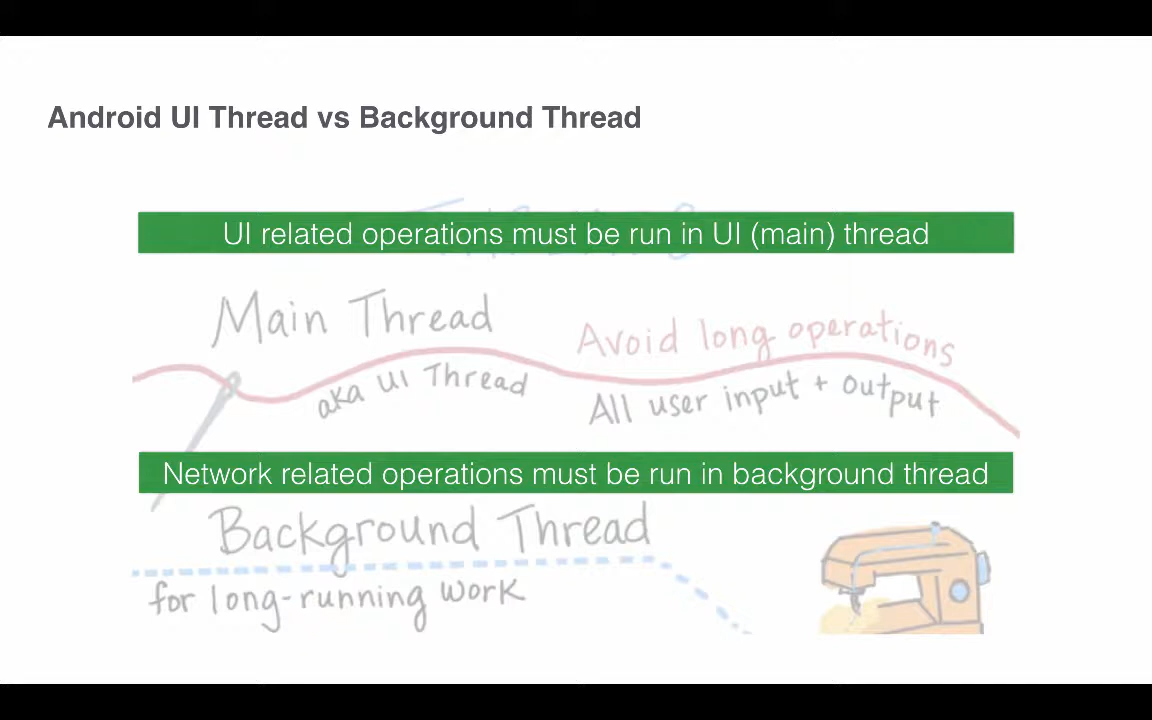 Android UI Thread vs Background Thread
UI related operations must be run in UI (main) thread
Main Thread
Avoid long operations
aka UI Thread
All user input + output
Network related operations must be run in background thread
Background Thread
for long-running work